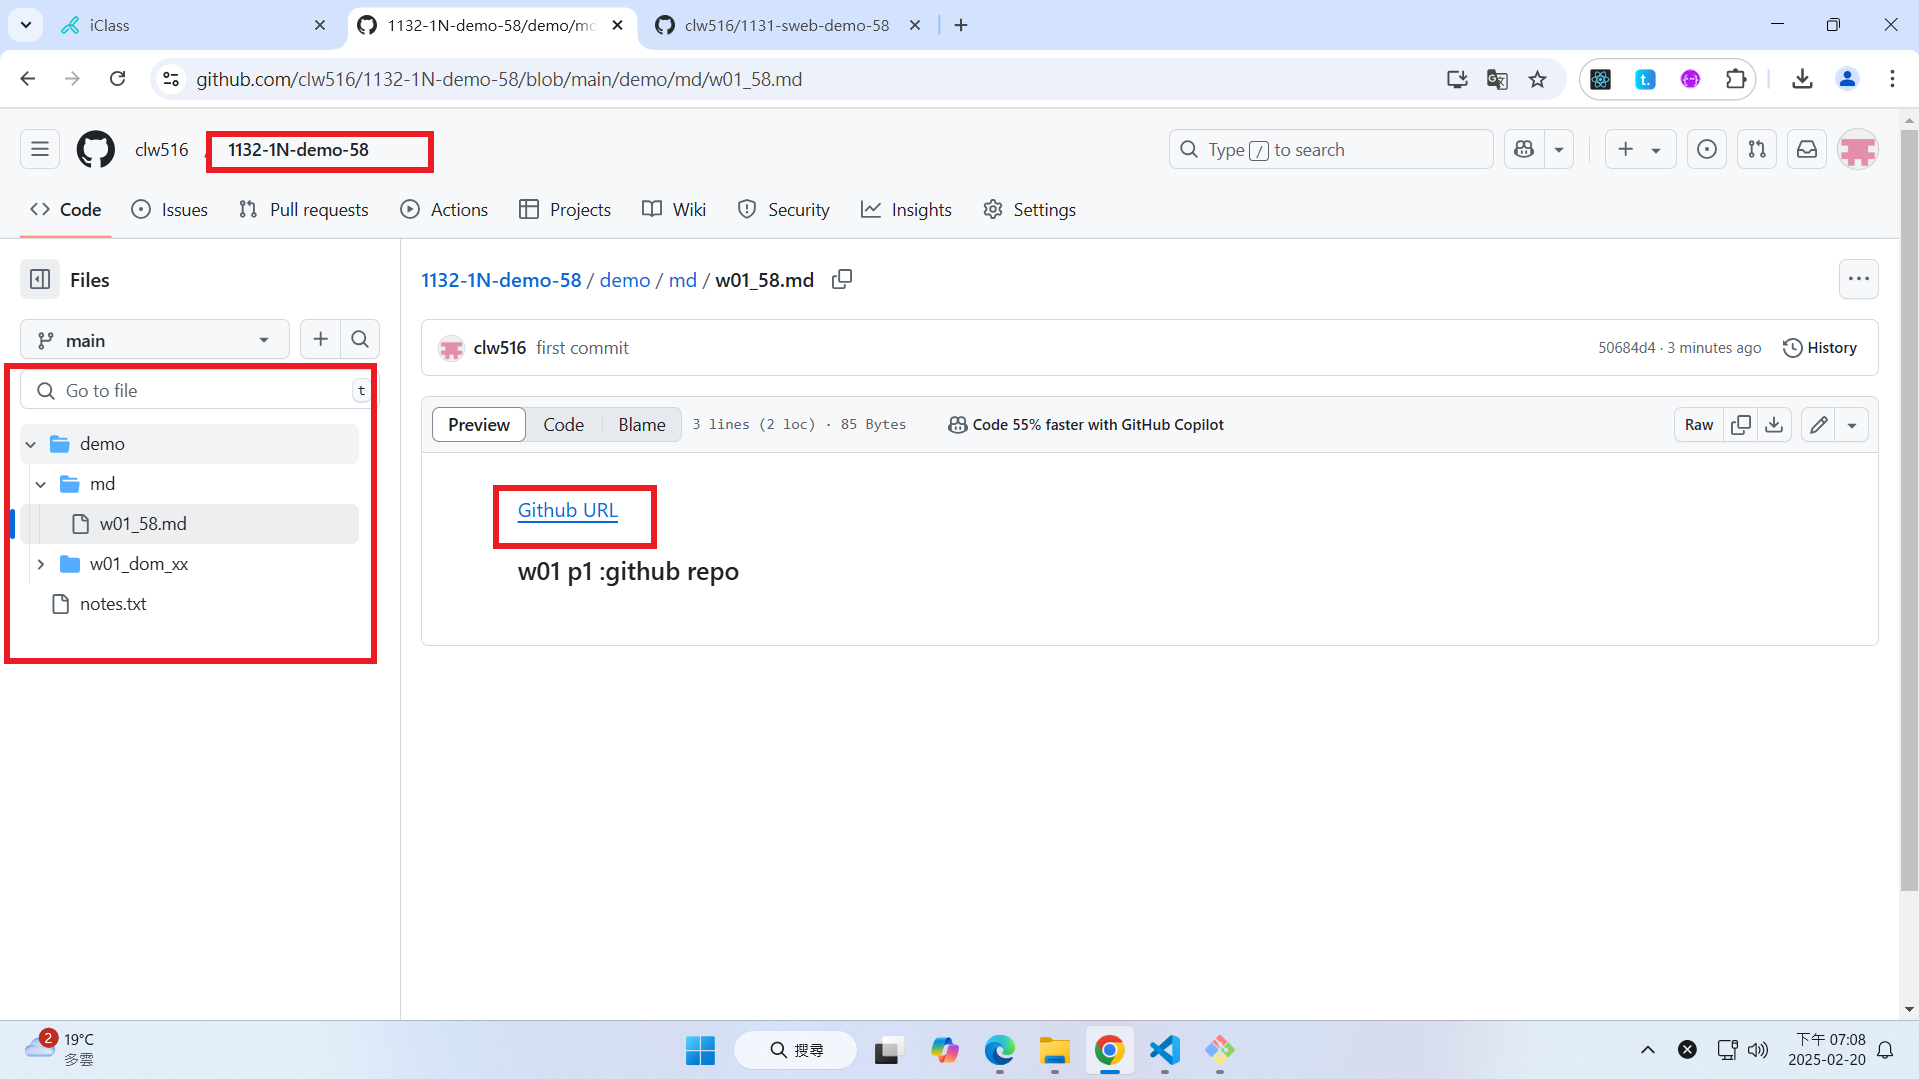 iClass
1132-1N-demo-58/demo/md
clw516/1131-sweb-demo-58
github.com/clw516/1132-1N-demo-58/blob/main/demo/md/w01_58.md
clw516 / 1132-1N-demo-58
Type / to search
Code Issues Pull requests Actions Projects Wiki Security Insights Settings
Files
1132-1N-demo-58 / demo / md / w01_58.md
main
clw516 first commit
50684d4 · 3 minutes ago History
Go to file t
Preview Code Blame 3 lines (2 loc) · 85 Bytes Code 55% faster with GitHub Copilot Raw
demo
md
w01_58.md
w01_dom_xx
notes.txt
Github URL
w01 p1 :github repo
2
19°C
多雲
搜尋
t.
下午 07:08
2025-02-20